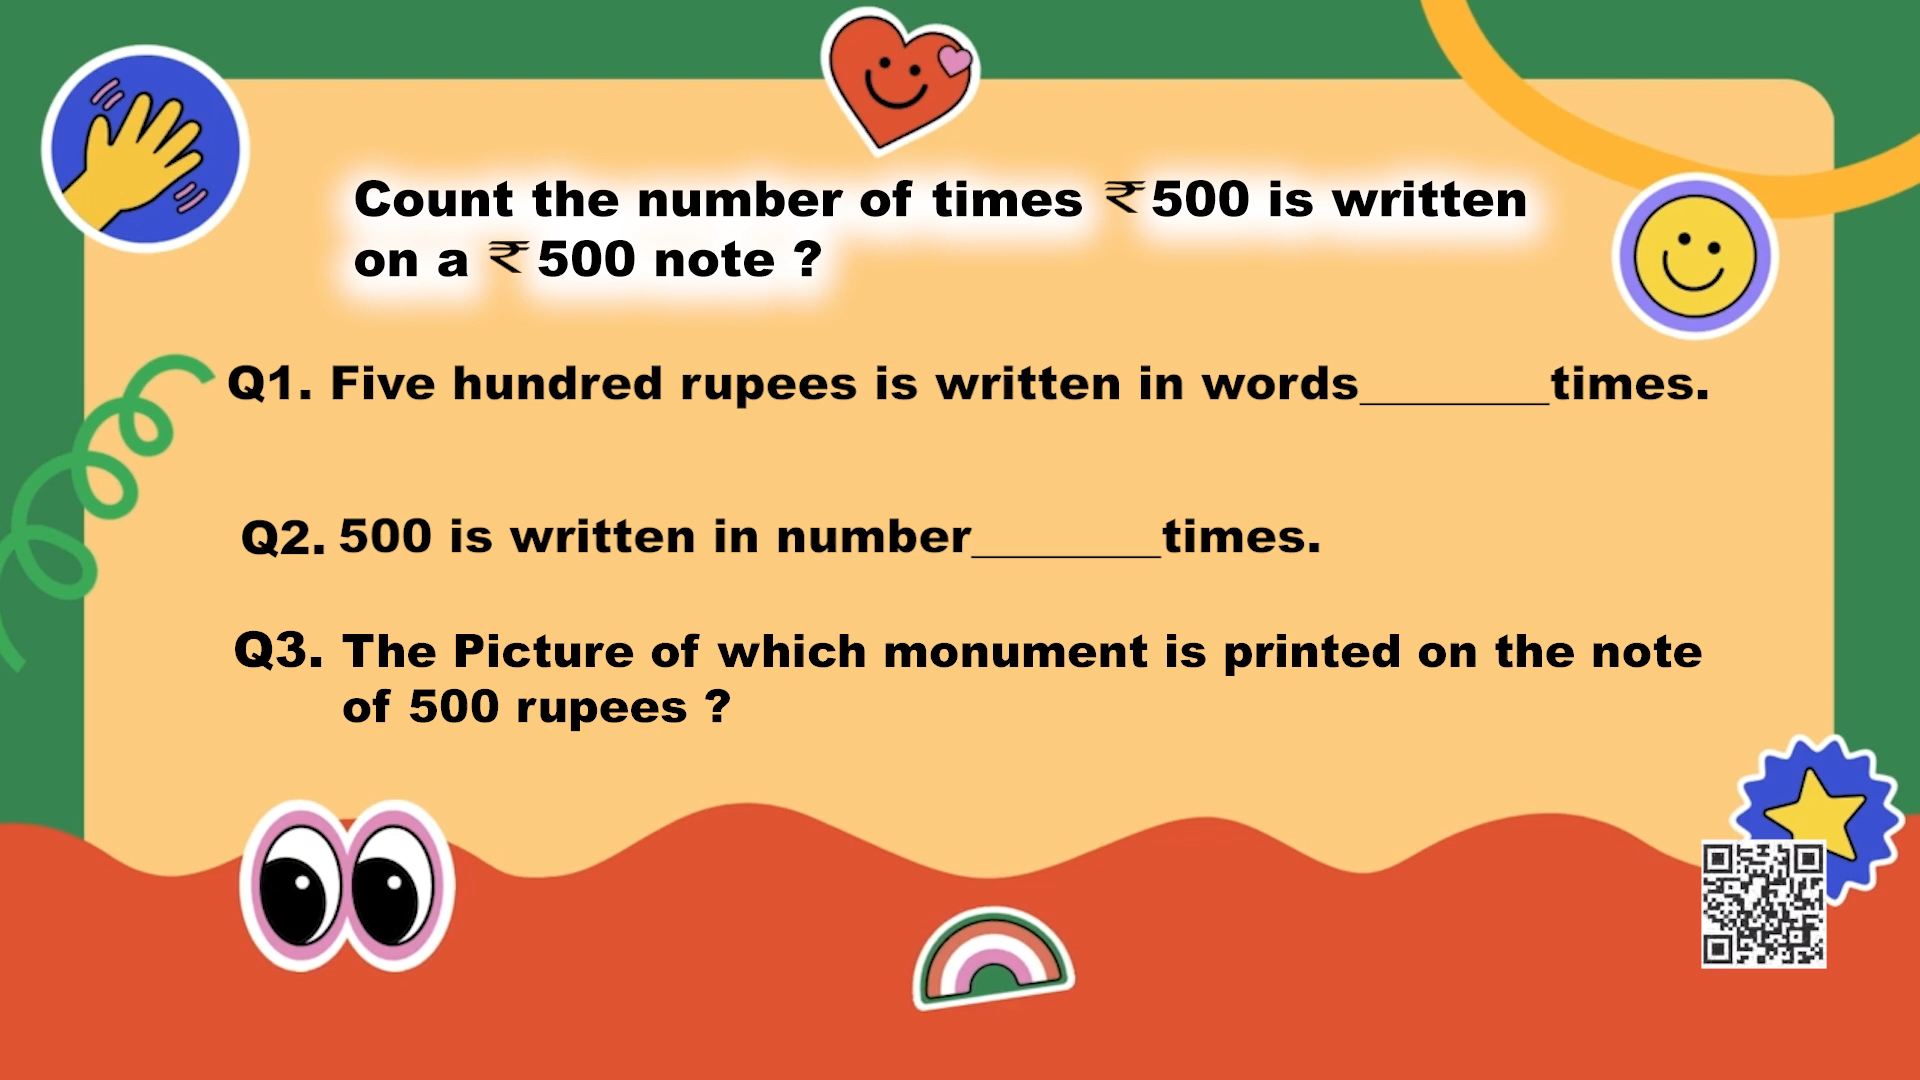 Count the number of times ₹500 is written
on a ₹500 note ?
Q1. Five hundred rupees is written in words________times.
Q2. 500 is written in number________times.
Q3. The Picture of which monument is printed on the note
of 500 rupees ?